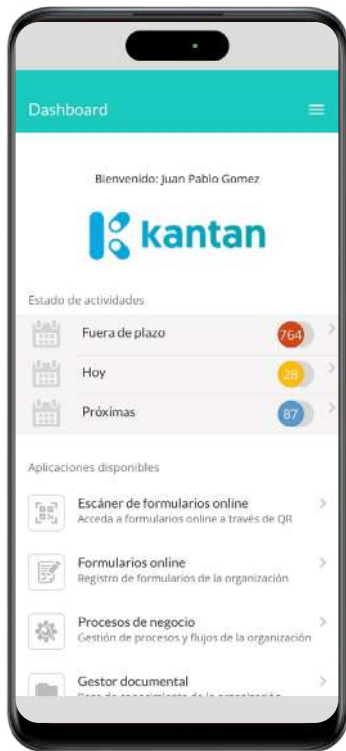 Dashboard
Bienvenido: Juan Pablo Gomez
kantan
Estado de actividades
Fuera de plazo 764
Hoy 28
Próximas 87
Aplicaciones disponibles
Escáner de formularios online
Acceda a formularios online a través de QR
Formularios online
Registro de formularios de la organización
Procesos de negocio
Gestión de procesos y flujos de la organización
Gestor documental